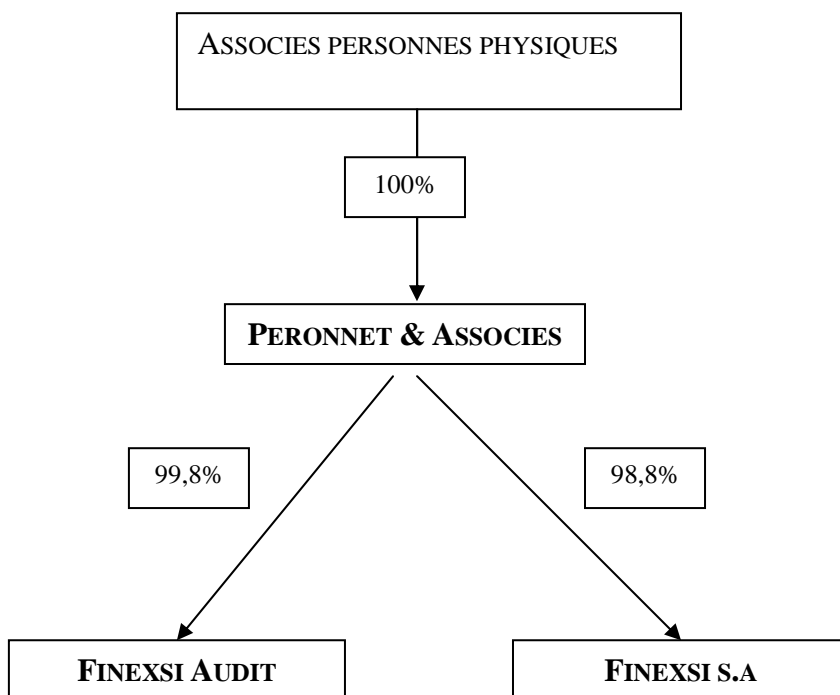 ASSOCIES PERSONNES PHYSIQUES
100%
PERONNET & ASSOCIES
99,8%
98,8%
FINEXSI AUDIT
FINEXSI S.A